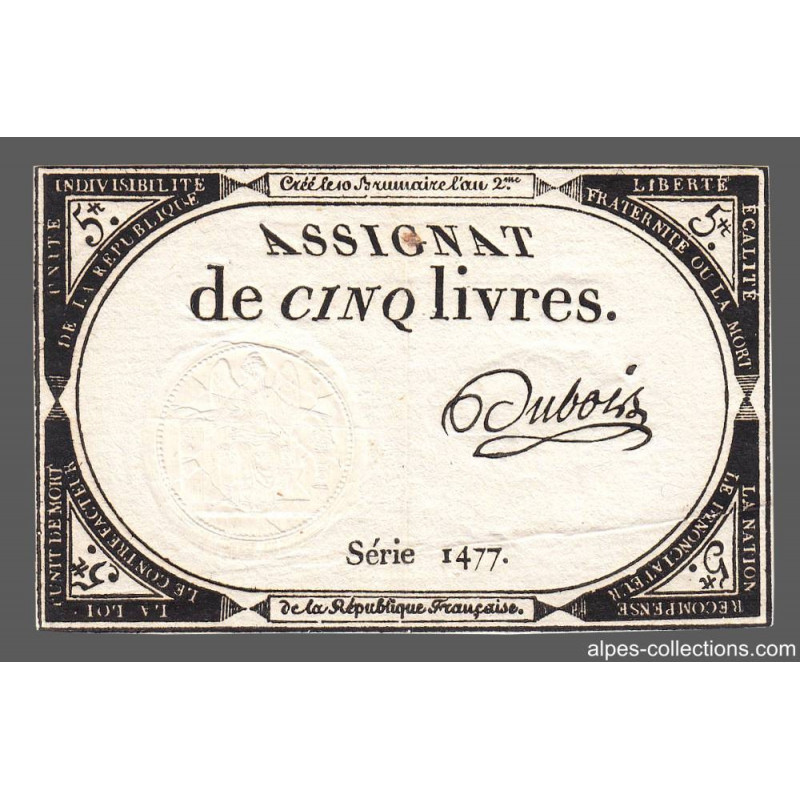 Créé le 10 Brumaire l'an 2.me
UNITÉ INDIVISIBILITÉ
DE LA RÉPUBLIQUE
5#.
LIBERTÉ ÉGALITÉ
FRATERNITÉ OU LA MORT
5#.
ASSIGNAT
de CINQ livres.
Dubois
Série 1477.
LA LOI PUNIT DE MORT
LE CONTREFACTEUR
5#.
LA NATION RÉCOMPENSE
LE DÉNONCIATEUR
5#.
de la République Française.
alpes-collections.com